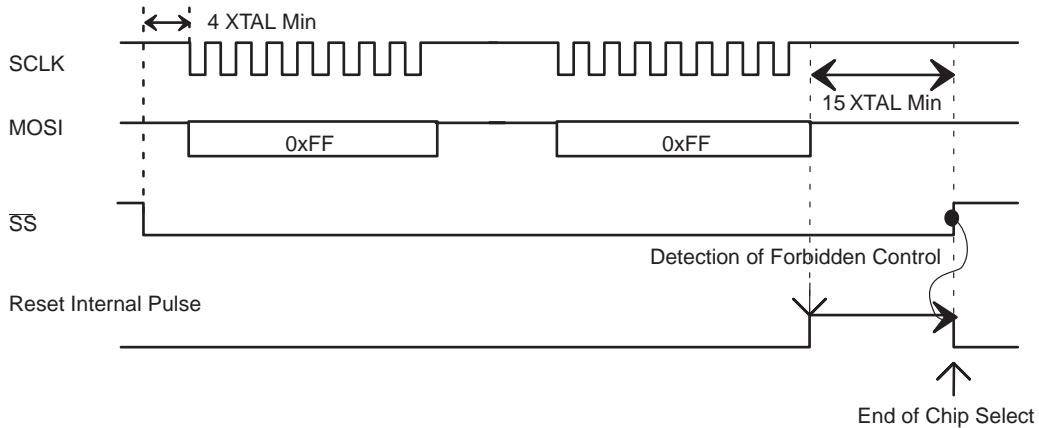 4 XTAL Min
SCLK
15 XTAL Min
MOSI
0xFF 0xFF
SS
Detection of Forbidden Control
Reset Internal Pulse
End of Chip Select